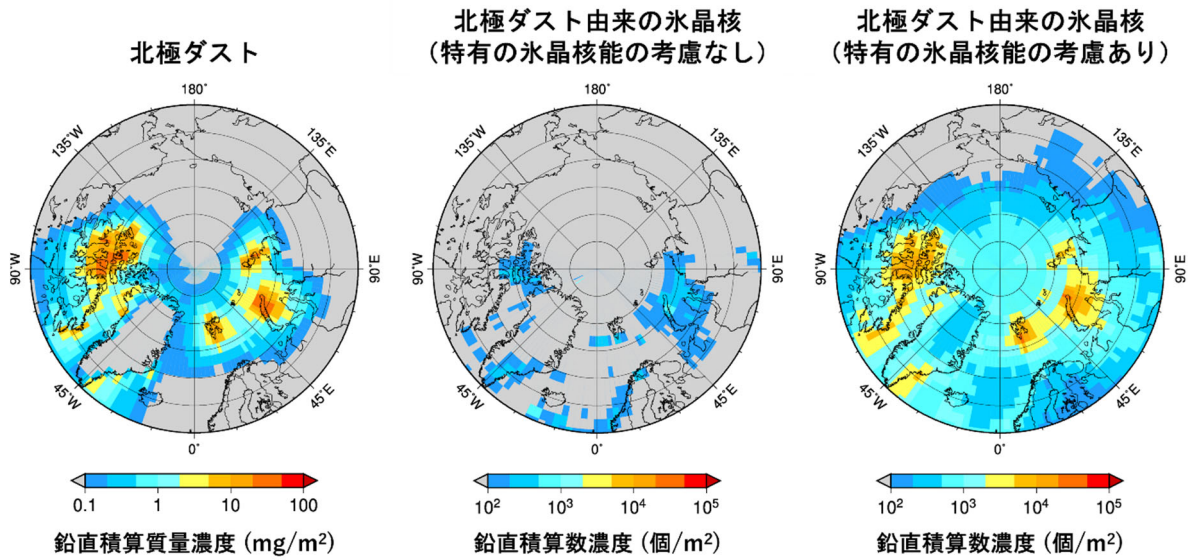 北極ダスト
北極ダスト由来の氷晶核
(特有の氷晶核能の考慮なし)
北極ダスト由来の氷晶核
(特有の氷晶核能の考慮あり)
180°
135°W
135°E
90°W
90°E
45°W
45°E
0°
180°
135°W
135°E
90°W
90°E
45°W
45°E
0°
180°
135°W
135°E
90°W
90°E
45°W
45°E
0°
0.1 1 10 100
鉛直積算質量濃度 (mg/m²)
10² 10³ 10⁴ 10⁵
鉛直積算数濃度 (個/m²)
10² 10³ 10⁴ 10⁵
鉛直積算数濃度 (個/m²)